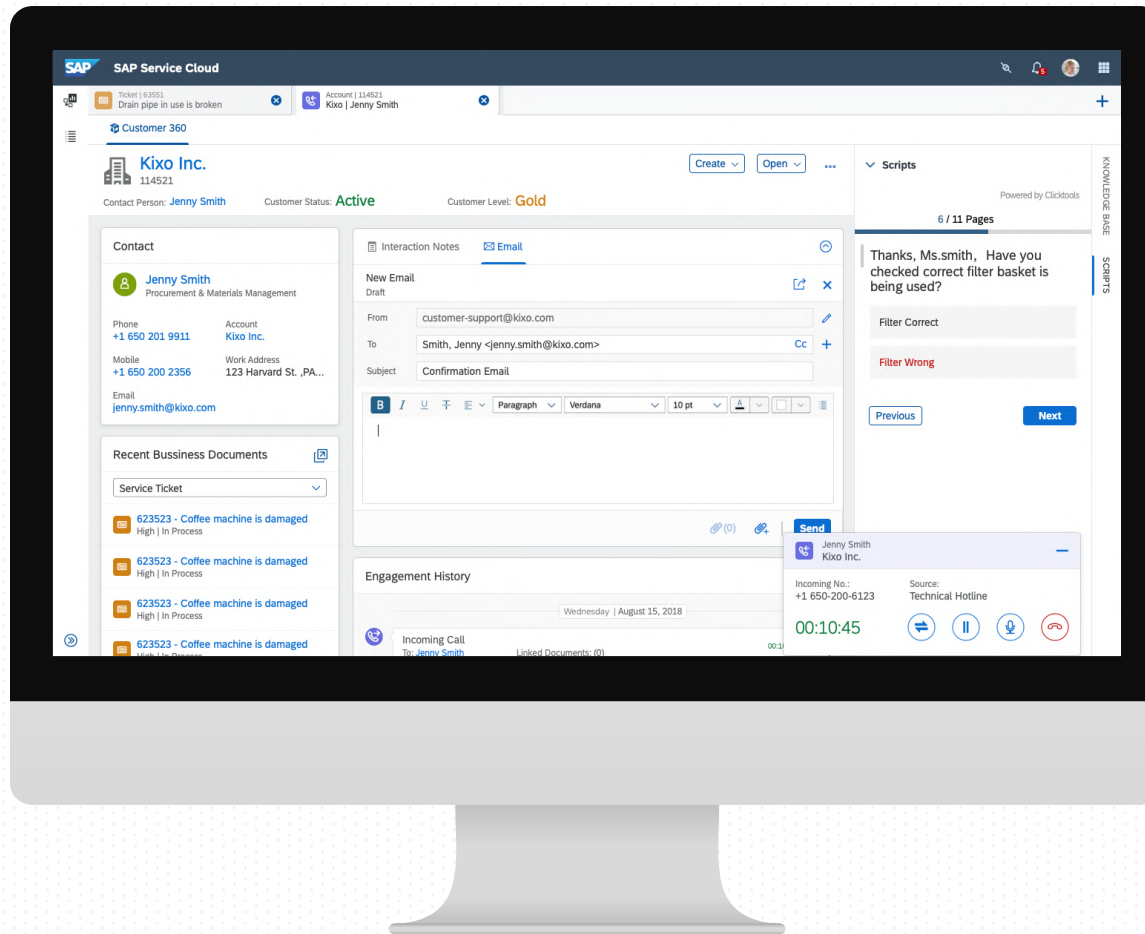 SAP SAP Service Cloud
5
Ticket | 63551
Drain pipe in use is broken
Account | 114521
Kixo | Jenny Smith
Customer 360
Kixo Inc.
114521
Create
Open
Contact Person: Jenny Smith
Customer Status: Active
Customer Level: Gold
Contact
Jenny Smith
Procurement & Materials Management
Phone
+1 650 201 9911
Account
Kixo Inc.
Mobile
+1 650 200 2356
Work Address
123 Harvard St. ,PA...
Email
jenny.smith@kixo.com
Recent Bussiness Documents
Service Ticket
623523 - Coffee machine is damaged
High | In Process
623523 - Coffee machine is damaged
High | In Process
623523 - Coffee machine is damaged
High | In Process
623523 - Coffee machine is damaged
Interaction Notes
Email
New Email
Draft
From customer-support@kixo.com
To Smith, Jenny <jenny.smith@kixo.com> Cc
Subject Confirmation Email
B I U T Paragraph Verdana 10 pt A
(0)
Send
Engagement History
Wednesday | August 15, 2018
Incoming Call
To: Jenny Smith
Linked Documents: (0)
Scripts
Powered by Clicktools
6 / 11 Pages
Thanks, Ms.smith, Have you
checked correct filter basket is
being used?
Filter Correct
Filter Wrong
Previous
Next
KNOWLEDGE BASE
SCRIPTS
Jenny Smith
Kixo Inc.
Incoming No.:
+1 650-200-6123
Source:
Technical Hotline
00:10:45